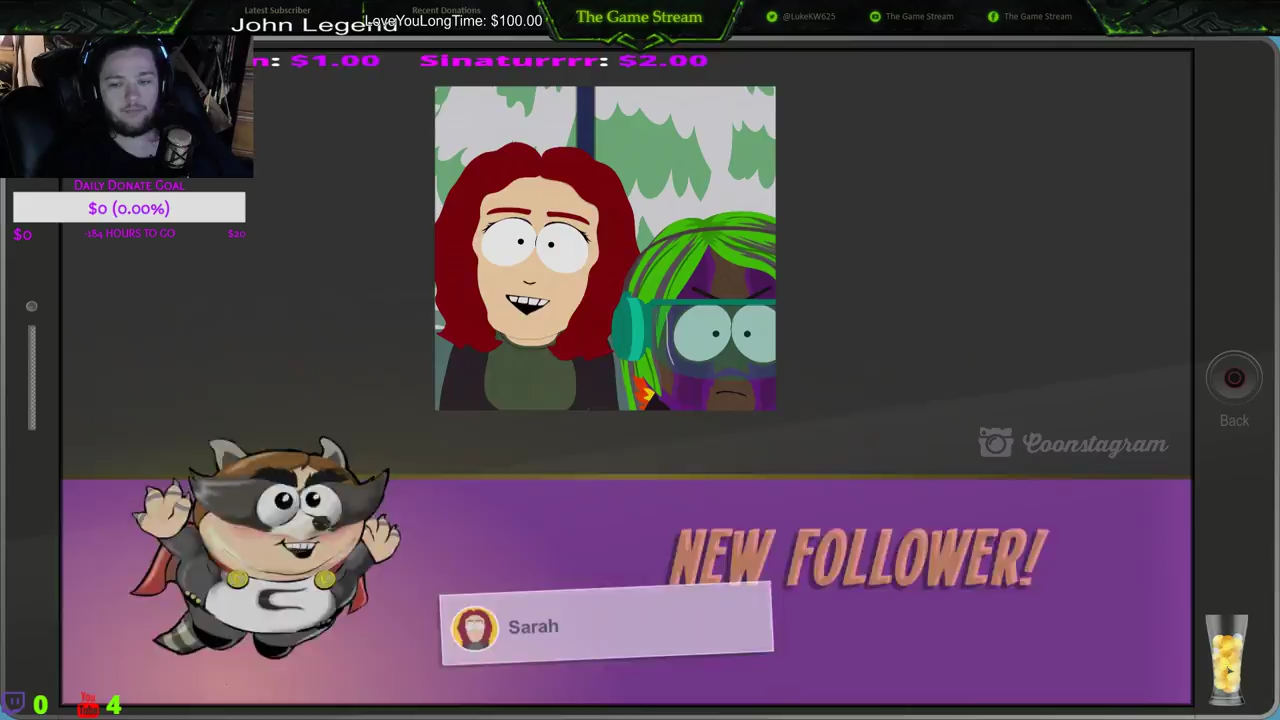 Latest Subscriber
Recent Donations
John Legend
LoveYouLongTime: $100.00
The Game Stream
@LukeKW625
The Game Stream
The Game Stream
n: $1.00 Sinaturrrr: $2.00
Daily Donate Goal
$0 (0.00%)
$0
-184 hours to go
$20
Back
Coonstagram
NEW FOLLOWER!
Sarah
0
You
Tube
4